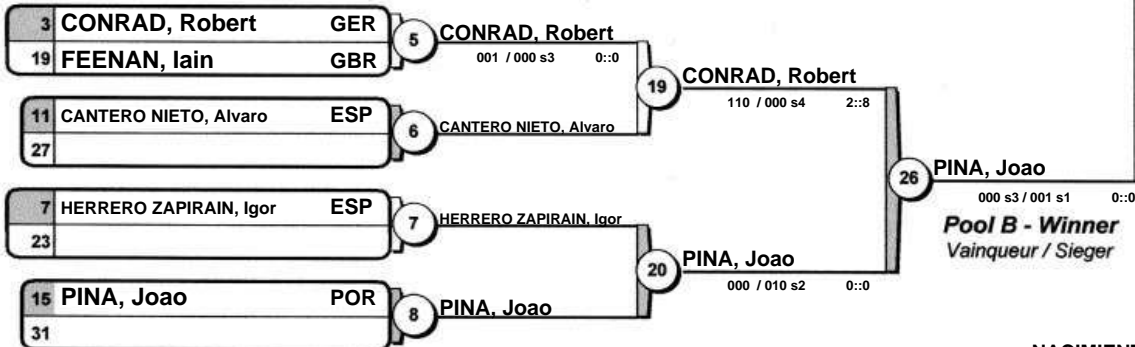 3 CONRAD, Robert GER
19 FEENAN, Iain GBR
5
CONRAD, Robert
001 / 000 s3 0::0
11 CANTERO NIETO, Alvaro ESP
27
6
CANTERO NIETO, Alvaro
19
CONRAD, Robert
110 / 000 s4 2::8
7 HERRERO ZAPIRAIN, Igor ESP
23
7
HERRERO ZAPIRAIN, Igor
15 PINA, Joao POR
31
8
PINA, Joao
20
PINA, Joao
000 / 010 s2 0::0
26
PINA, Joao
000 s3 / 001 s1 0::0
Pool B - Winner
Vainqueur / Sieger